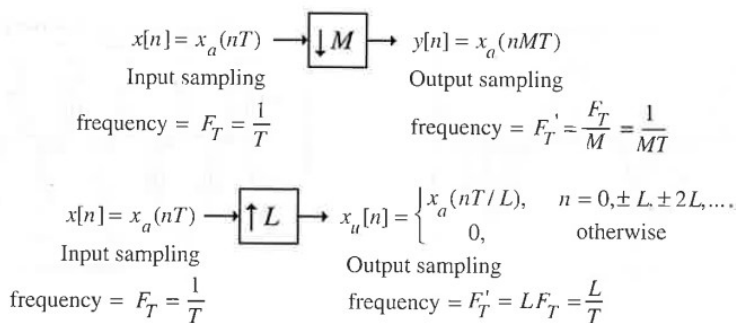 x[n] = x_a(nT) → ↓M → y[n] = x_a(nMT)
Input sampling Output sampling
frequency = F_T = 1/T frequency = F_T' = F_T/M = 1/MT
x[n] = x_a(nT) → ↑L → x_u[n] = { x_a(nT/L), n = 0, ± L, ± 2L, ....
0, otherwise
Input sampling Output sampling
frequency = F_T = 1/T frequency = F_T' = LF_T = L/T